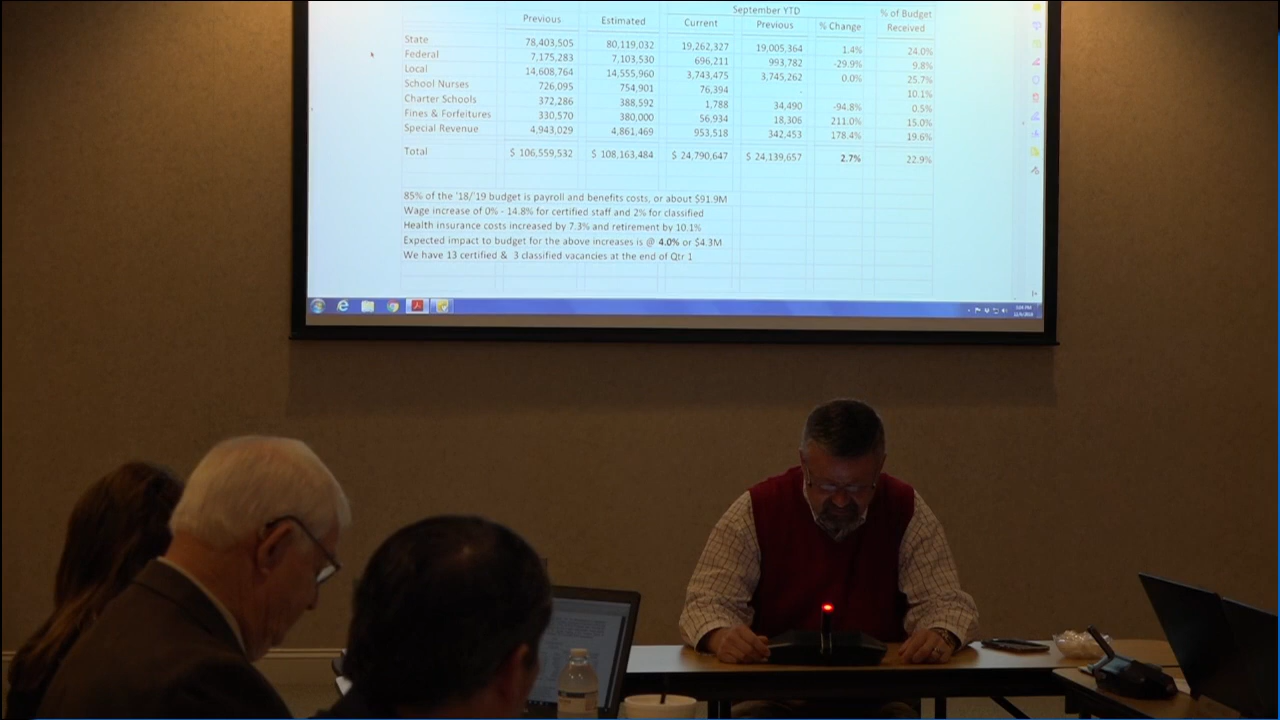 September YTD % of Budget
Previous Estimated Current Previous % Change Received
State 78,403,505 80,119,032 19,262,327 19,005,364 1.4% 24.0%
Federal 7,175,283 7,103,530 696,211 993,782 -29.9% 9.8%
Local 14,608,764 14,555,960 3,743,475 3,745,262 0.0% 25.7%
School Nurses 726,095 754,901 76,394 - 10.1%
Charter Schools 372,286 388,592 1,788 34,490 -94.8% 0.5%
Fines & Forfeitures 330,570 380,000 56,934 18,306 211.0% 15.0%
Special Revenue 4,943,029 4,861,469 953,518 342,453 178.4% 19.6%
Total $ 106,559,532 $ 108,163,484 $ 24,790,647 $ 24,139,657 2.7% 22.9%
85% of the '18/'19 budget is payroll and benefits costs, or about $91.9M
Wage increase of 0% - 14.8% for certified staff and 2% for classified
Health insurance costs increased by 7.3% and retirement by 10.1%
Expected impact to budget for the above increases is @ 4.0% or $4.3M
We have 13 certified & 3 classified vacancies at the end of Qtr 1